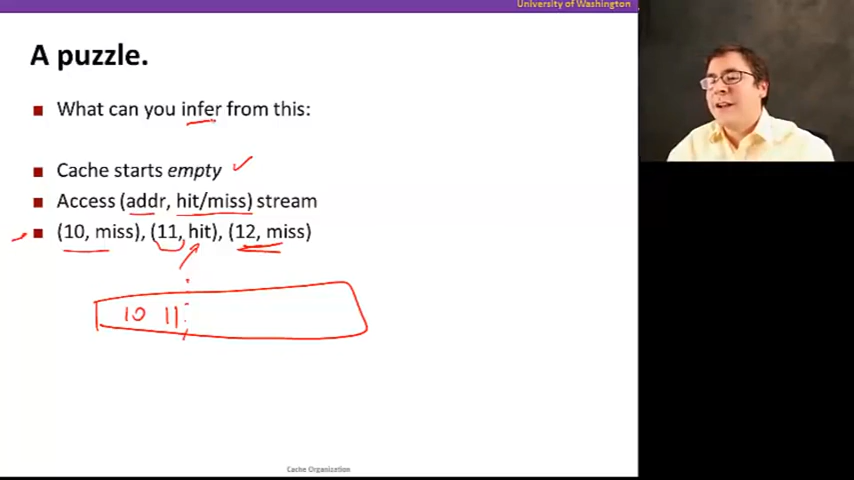 University of Washington
A puzzle.
What can you infer from this:
Cache starts empty
Access (addr, hit/miss) stream
(10, miss), (11, hit), (12, miss)
10 11
Cache Organization